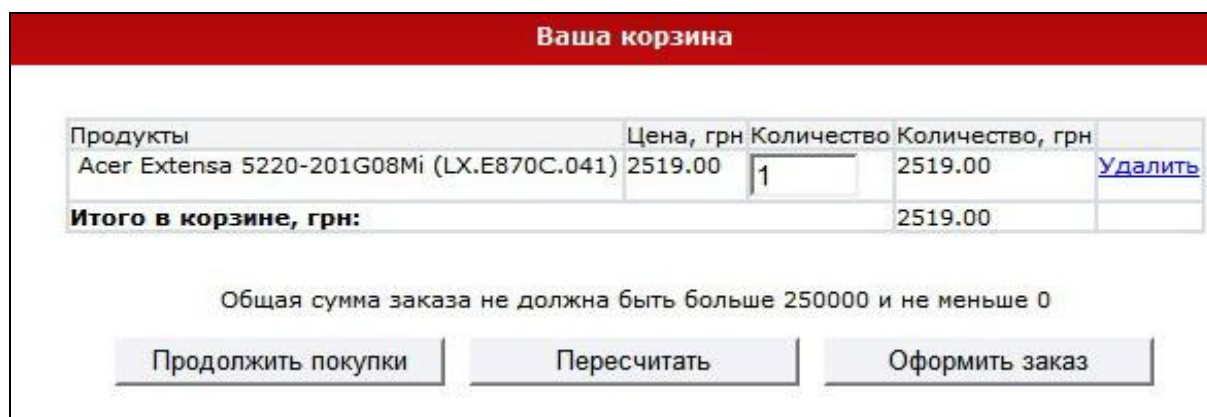 Ваша корзина
Продукты Цена, грн Количество Количество, грн
Acer Extensa 5220-201G08Mi (LX.E870C.041) 2519.00 1 2519.00 Удалить
Итого в корзине, грн: 2519.00
Общая сумма заказа не должна быть больше 250000 и не меньше 0
Продолжить покупки Пересчитать Оформить заказ